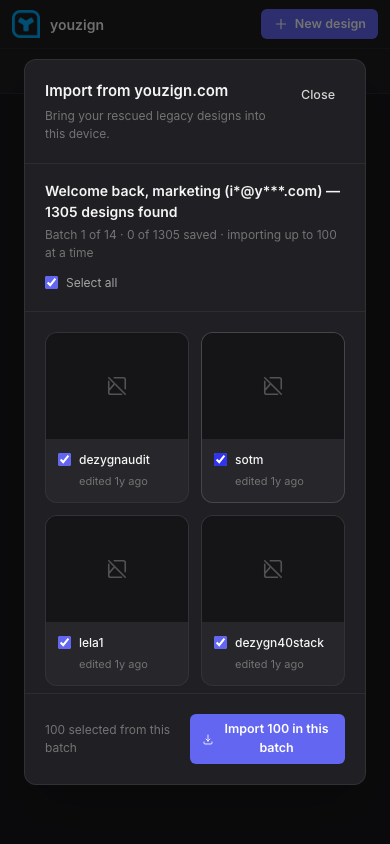 youzign
New design
Import from youzign.com
Close
Bring your rescued legacy designs into
this device.
Welcome back, marketing (i*@y***.com) —
1305 designs found
Batch 1 of 14 · 0 of 1305 saved · importing up to 100
at a time
Select all
dezygnaudit
edited 1y ago
sotm
edited 1y ago
lela1
edited 1y ago
dezygn40stack
edited 1y ago
100 selected from this
batch
Import 100 in this
batch